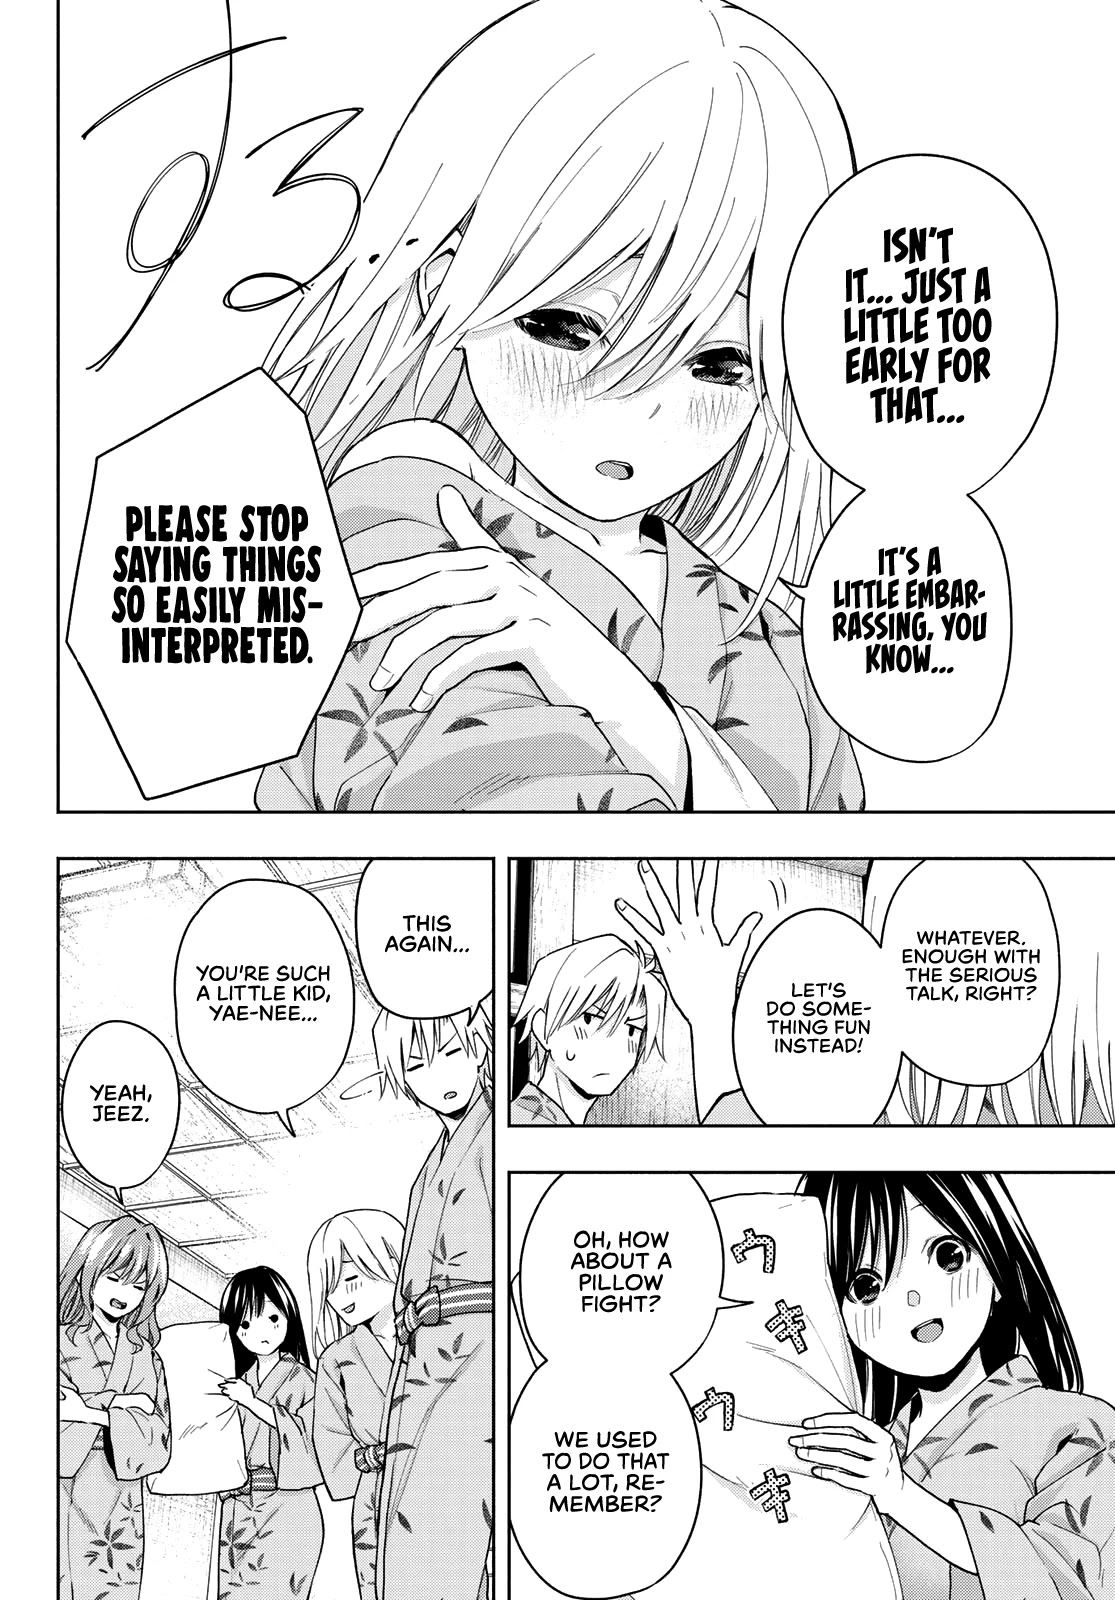 ISN'T
IT... JUST A
LITTLE TOO
EARLY FOR
THAT...
IT'S A
LITTLE EMBAR-
RASSING, YOU
KNOW...
PLEASE STOP
SAYING THINGS
SO EASILY MIS-
INTERPRETED.
WHATEVER.
ENOUGH WITH
THE SERIOUS
TALK, RIGHT?
LET'S
DO SOME-
THING FUN
INSTEAD!
OH, HOW
ABOUT A
PILLOW
FIGHT?
ウキ
ウキ
WE USED
TO DO THAT
A LOT, RE-
MEMBER?
THIS
AGAIN...
YOU'RE SUCH
A LITTLE KID,
YAE-NEE...
YEAH,
JEEZ.